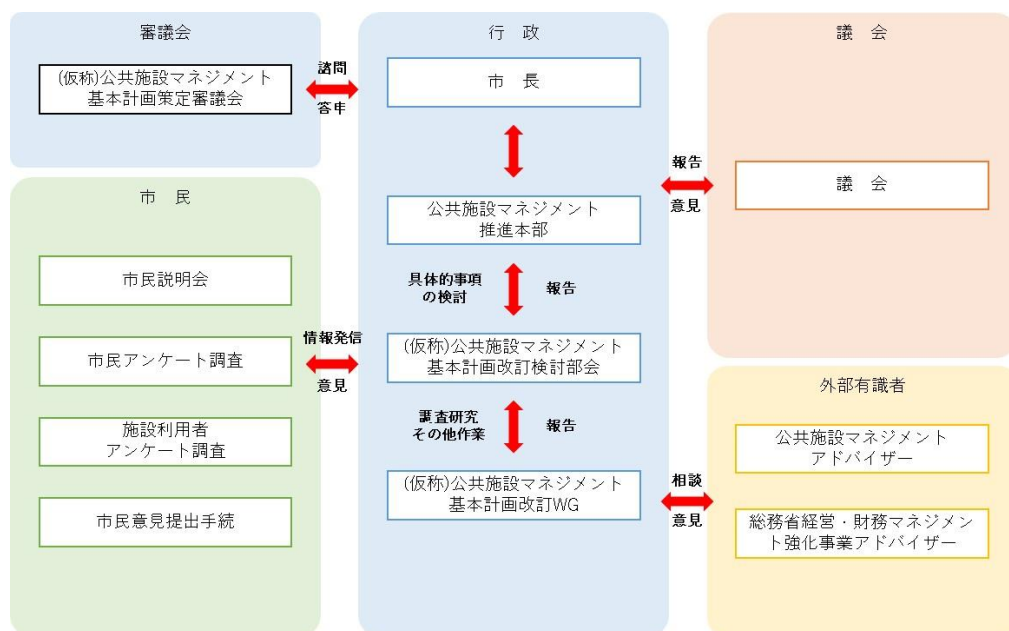 審議会
(仮称)公共施設マネジメント
基本計画策定審議会
諮問
答申
市 民
市民説明会
市民アンケート調査
施設利用者
アンケート調査
市民意見提出手続
情報発信
意見
行 政
市 長
公共施設マネジメント
推進本部
具体的事項
の検討
報告
(仮称)公共施設マネジメント
基本計画改訂検討部会
調査研究
その他作業
報告
(仮称)公共施設マネジメント
基本計画改訂WG
報告
意見
議 会
議 会
相談
意見
外部有識者
公共施設マネジメント
アドバイザー
総務省経営・財務マネジメン
ト強化事業アドバイザー